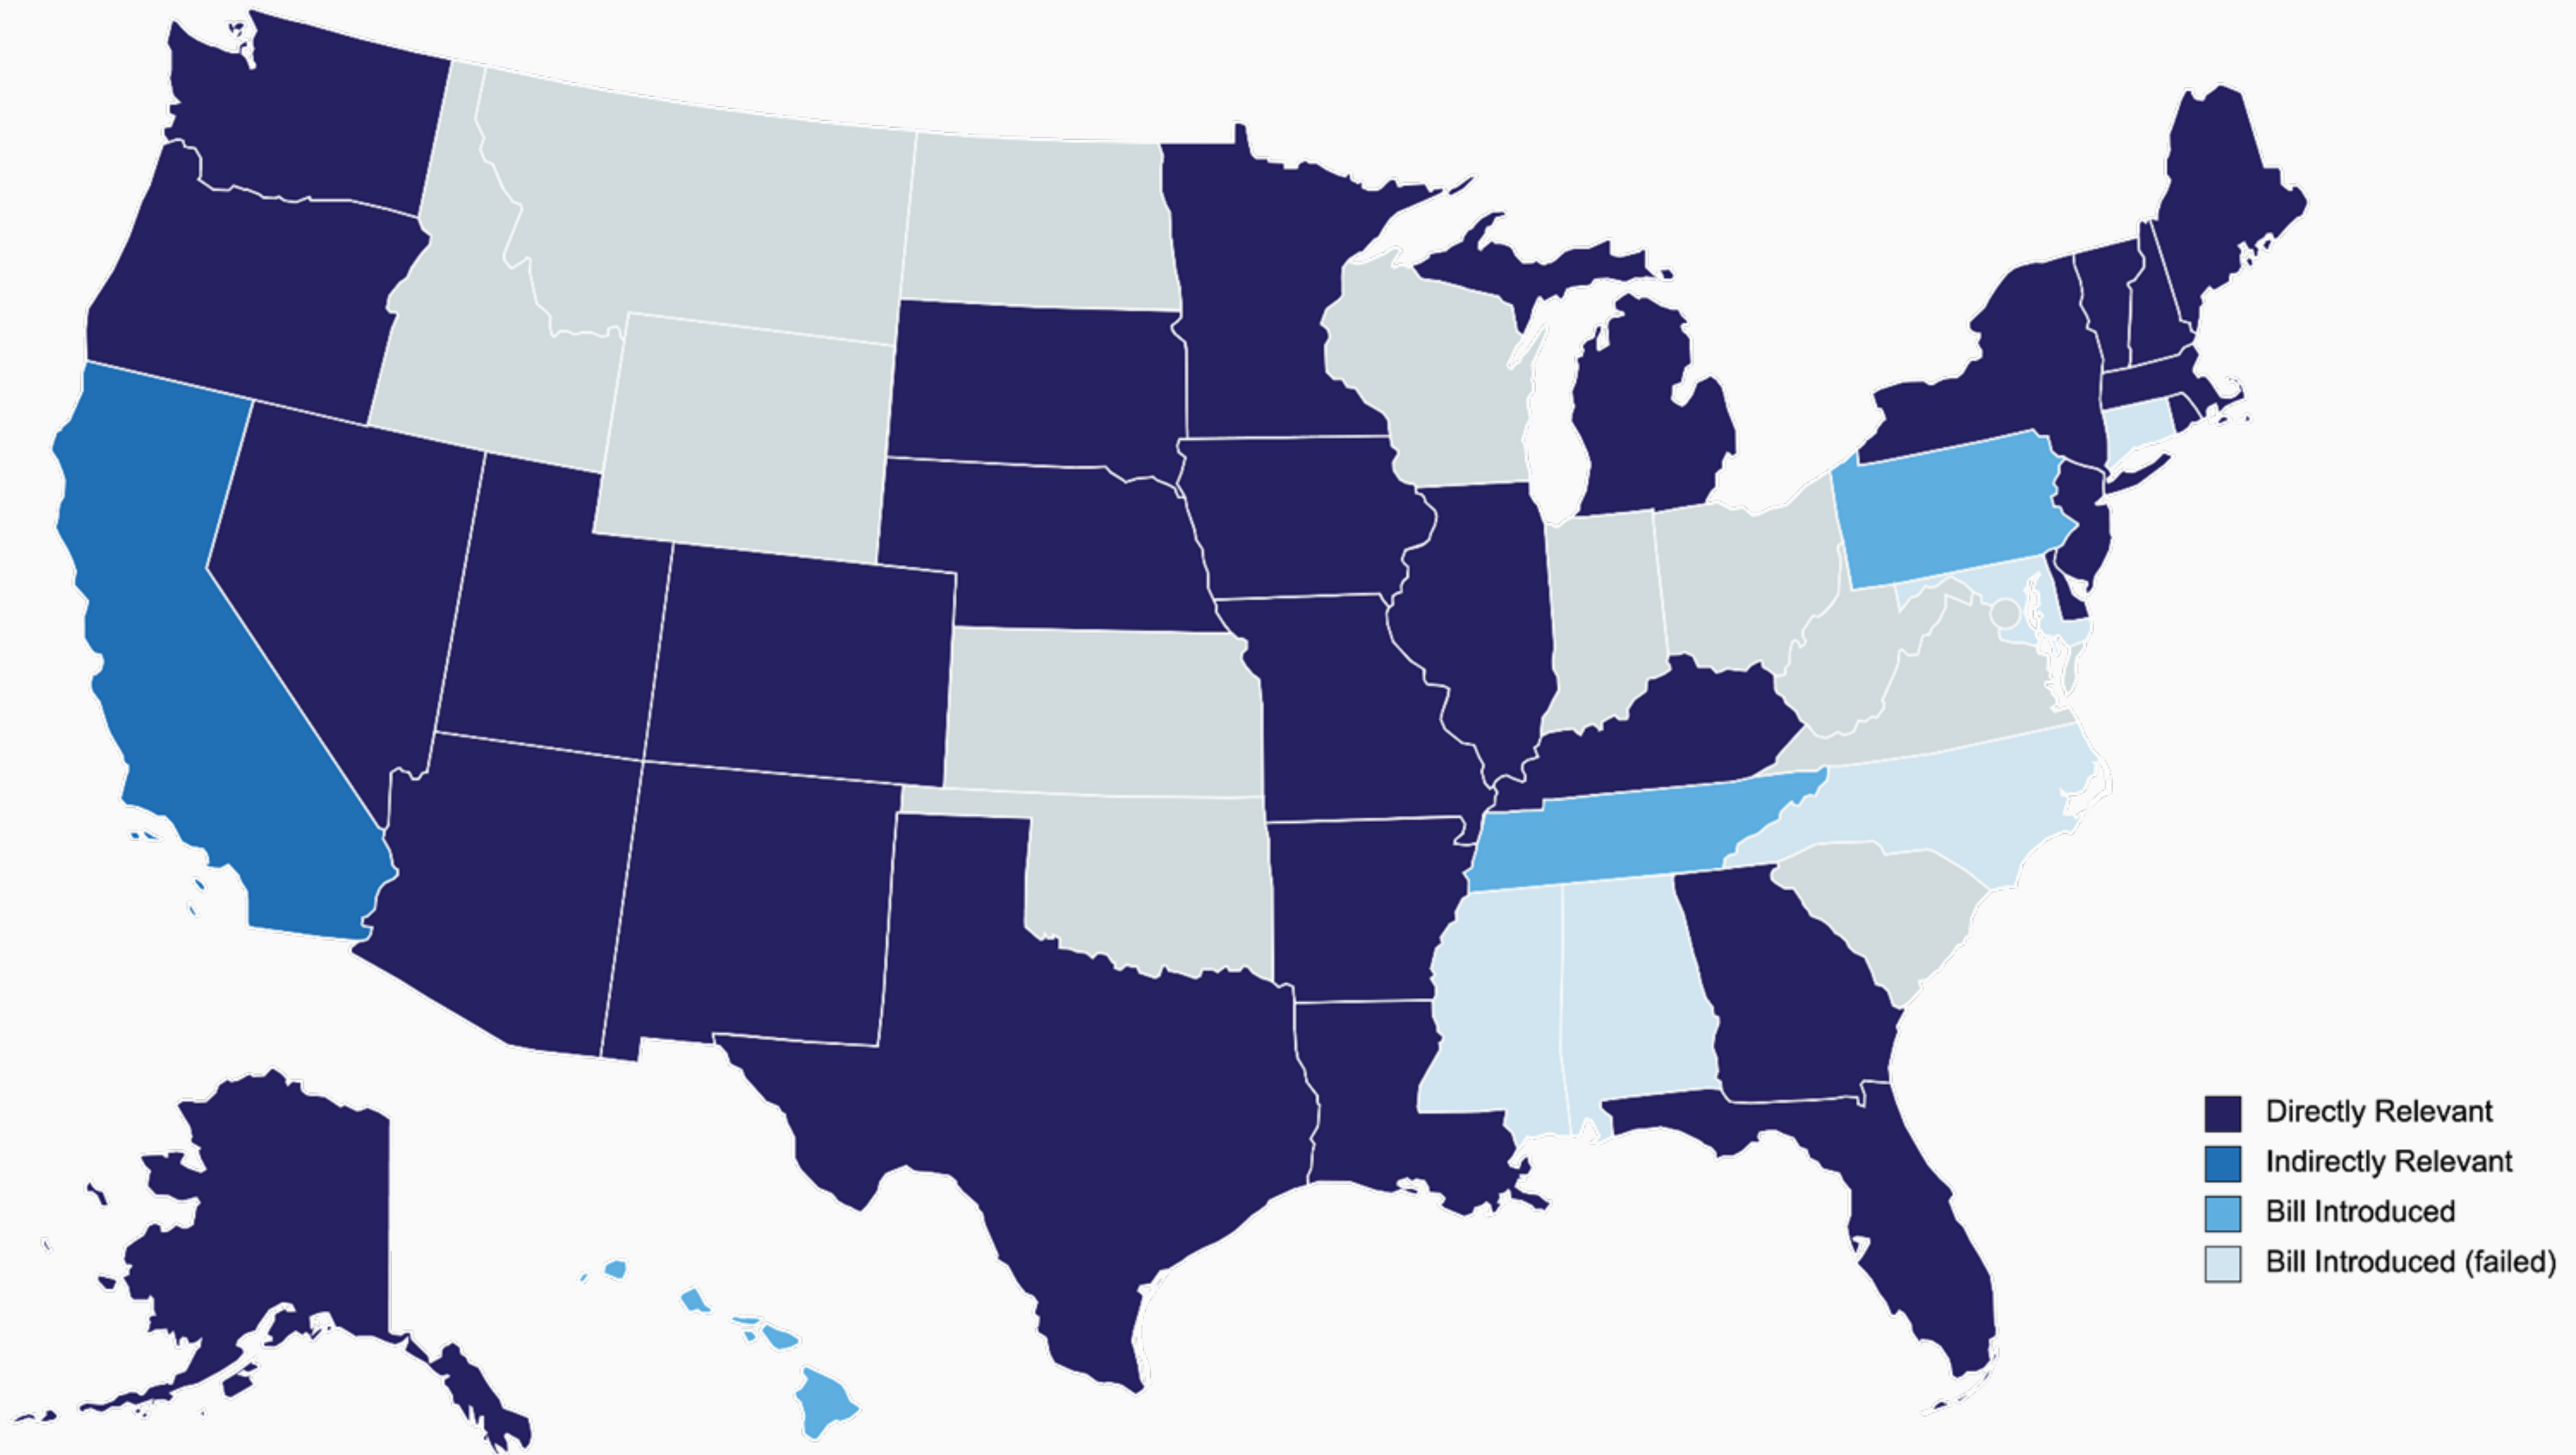 Directly Relevant
Indirectly Relevant
Bill Introduced
Bill Introduced (failed)